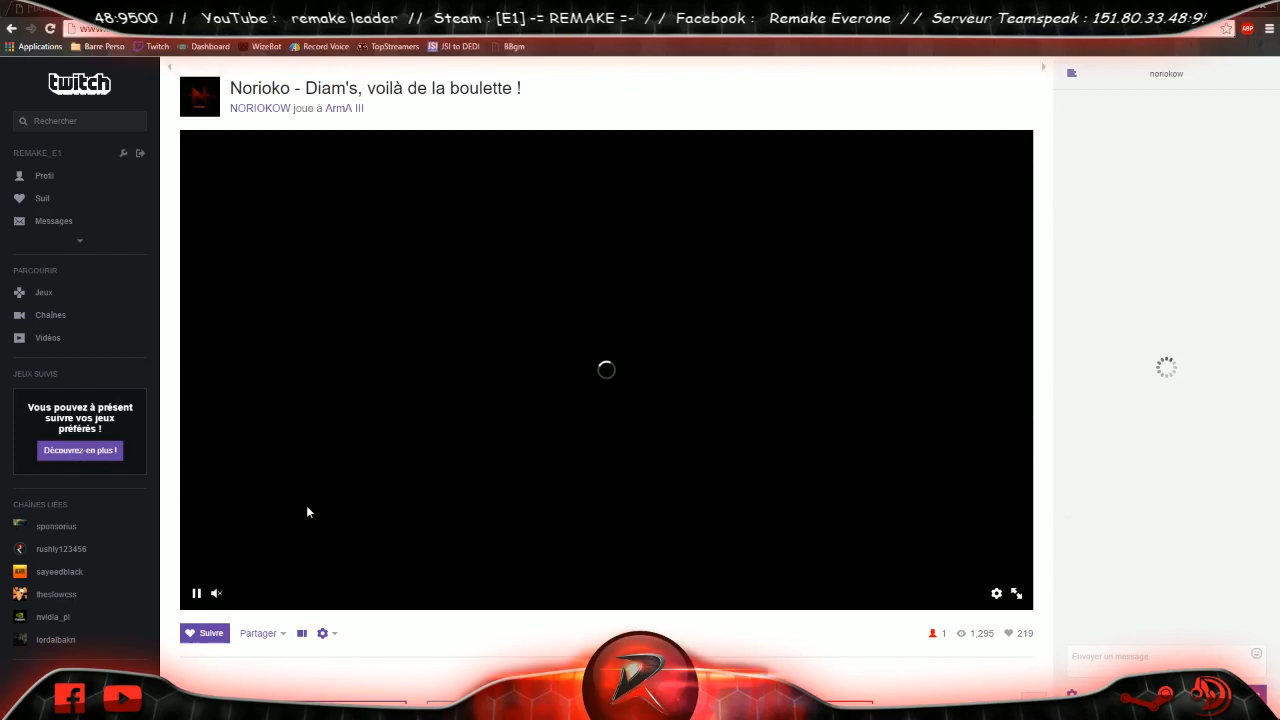 48:9500 // YouTube : remake leader // Steam : [E1] -= REMAKE =- // Facebook : Remake Everone // Serveur Teamspeak : 151.80.33.48:9
www.
Applications Barre Perso Twitch Dashboard WizeBot Record Voice TopStreamers JSI to DEDI BBgm
twitch
Norioko - Diam's, voilà de la boulette !
NORIOKOW joue à ArmA III
noriokow
Rechercher
REMAKE_E1
Profil
Suit
Messages
PARCOURIR
Jeux
Chaînes
Vidéos
JEUX SUIVIS
Vous pouvez à présent
suivre vos jeux
préférés !
Découvrez-en plus !
CHAÎNES LIÉES
sponsorius
rushly123456
sayeedblack
theslowcss
nvidia_pl
lordalbakri
Suivre Partager 1 1,295 219
Envoyer un message